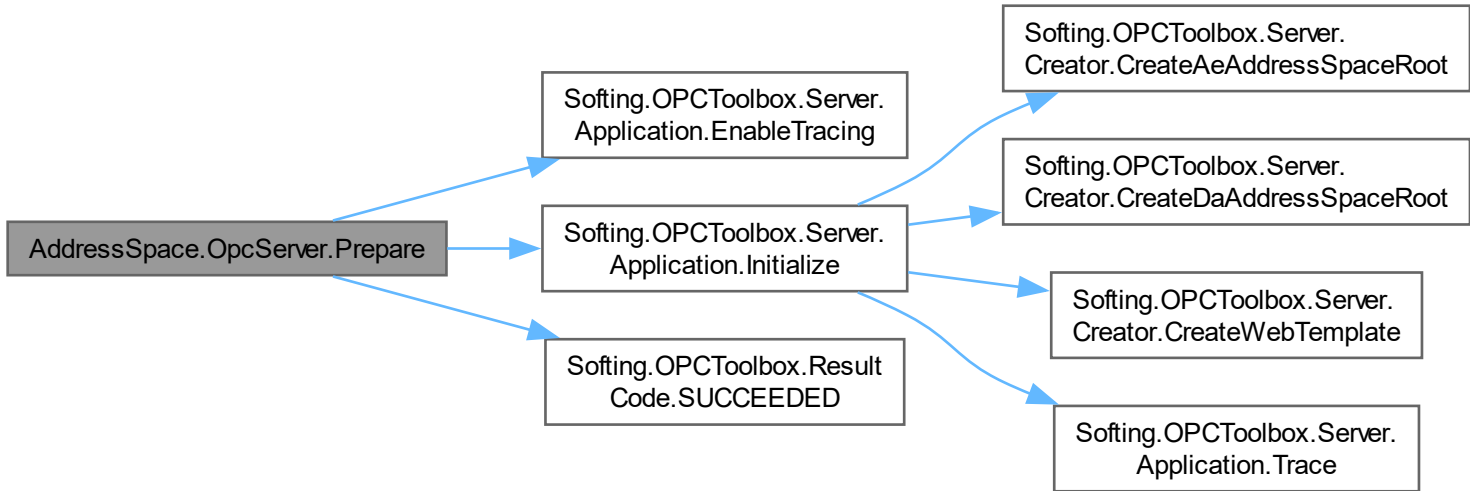 AddressSpace.OpcServer.Prepare
Softing.OPCToolbox.Server.
Application.EnableTracing
Softing.OPCToolbox.Server.
Application.Initialize
Softing.OPCToolbox.Result
Code.SUCCEEDED
Softing.OPCToolbox.Server.
Creator.CreateAeAddressSpaceRoot
Softing.OPCToolbox.Server.
Creator.CreateDaAddressSpaceRoot
Softing.OPCToolbox.Server.
Creator.CreateWebTemplate
Softing.OPCToolbox.Server.
Application.Trace